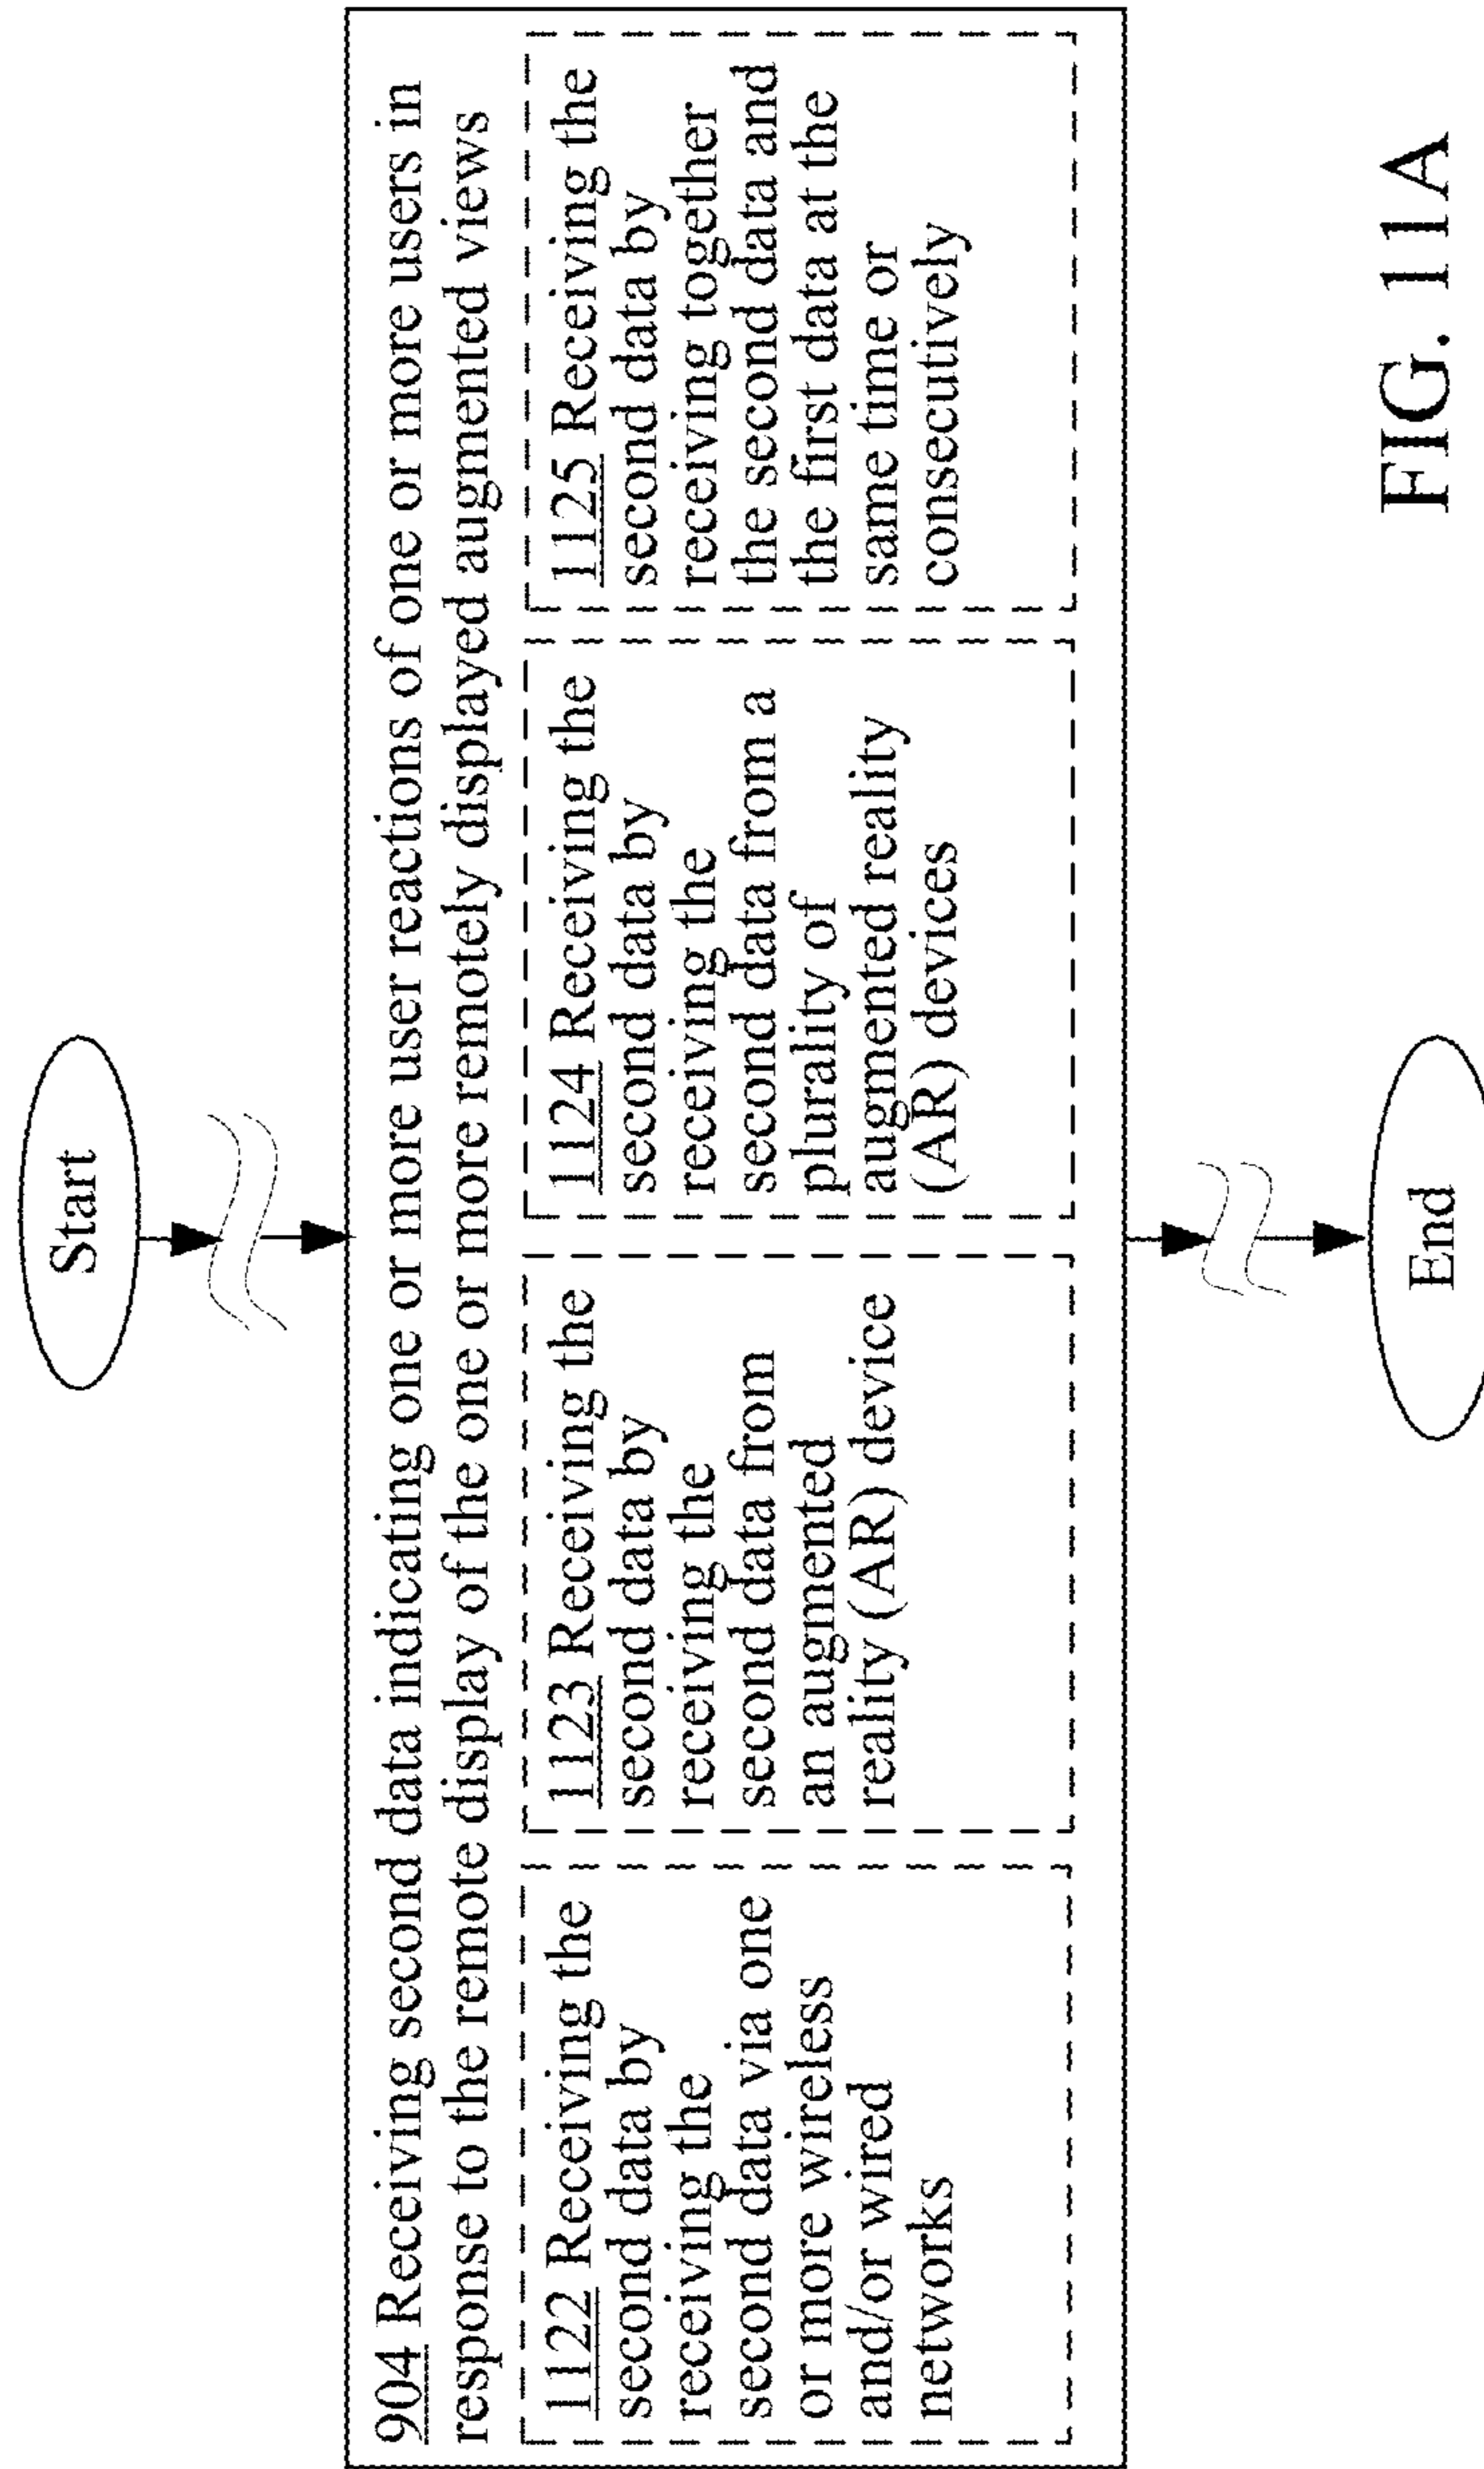 Start
904 Receiving second data indicating one or more user reactions of one or more users in
response to the remote display of the one or more remotely displayed augmented views
1122 Receiving the
second data by
receiving the
second data via one
or more wireless
and/or wired
networks
1123 Receiving the
second data by
receiving the
second data from
an augmented
reality (AR) device
1124 Receiving the
second data by
receiving the
second data from a
plurality of
augmented reality
(AR) devices
1125 Receiving the
second data by
receiving together
the second data and
the first data at the
same time or
consecutively
End
FIG. 11A